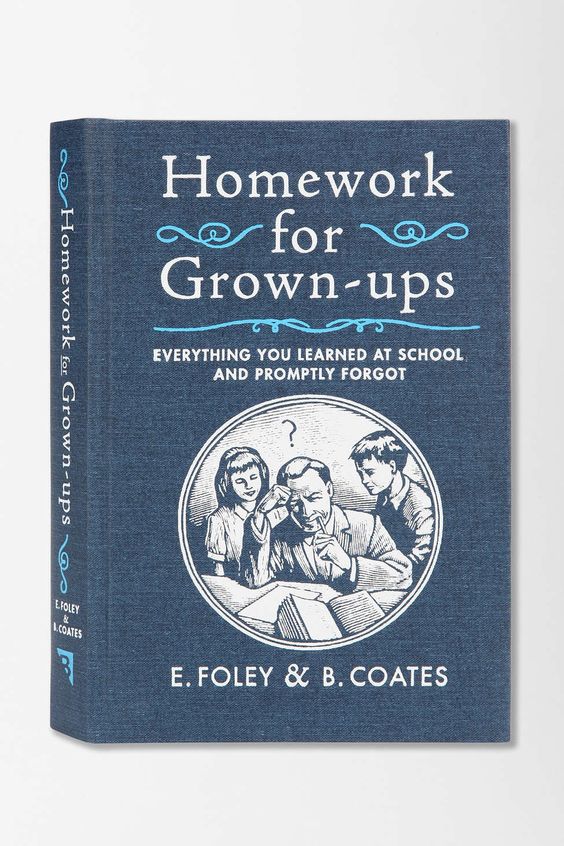 Homework
for
Grown-ups
EVERYTHING YOU LEARNED AT SCHOOL
AND PROMPTLY FORGOT
?
E. FOLEY & B. COATES
Homework for Grown-ups
E. FOLEY
&
B. COATES